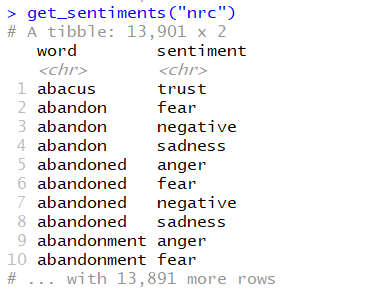 > get_sentiments("nrc")
# A tibble: 13,901 x 2
word sentiment
<chr> <chr>
1 abacus trust
2 abandon fear
3 abandon negative
4 abandon sadness
5 abandoned anger
6 abandoned fear
7 abandoned negative
8 abandoned sadness
9 abandonment anger
10 abandonment fear
# ... with 13,891 more rows